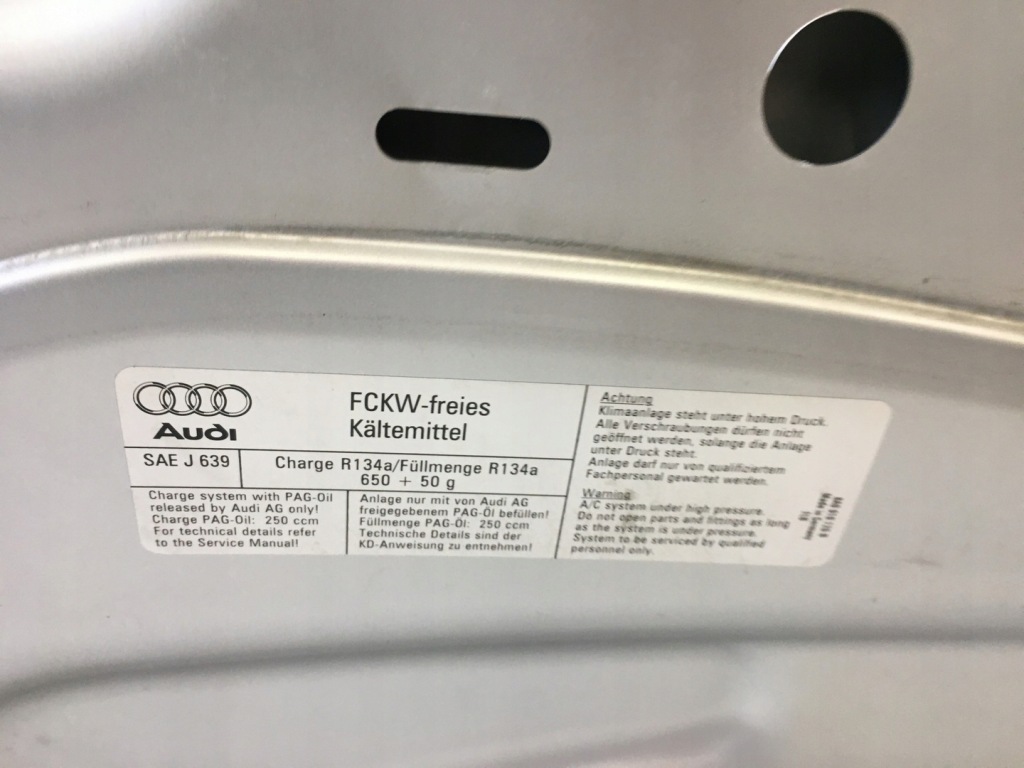 Audi
FCKW-freies
Kältemittel
SAE J 639
Charge R134a/Füllmenge R134a
650 + 50 g
Charge system with PAG-Oil
released by Audi AG only!
Charge PAG-Oil: 250 ccm
For technical details refer
to the Service Manual!
Anlage nur mit von Audi AG
freigegebenem PAG-Öl befüllen!
Füllmenge PAG-Öl: 250 ccm
Technische Details sind der
KD-Anweisung zu entnehmen!
Achtung
Klimaanlage steht unter hohem Druck.
Alle Verschraubungen dürfen nicht
geöffnet werden, solange die Anlage
unter Druck steht.
Anlage darf nur von qualifiziertem
Fachpersonal gewartet werden.
Warning
A/C system under high pressure.
Do not open parts and fittings as long
as the system is under pressure.
System to be serviced by qualified
personnel only.
Made in Germany